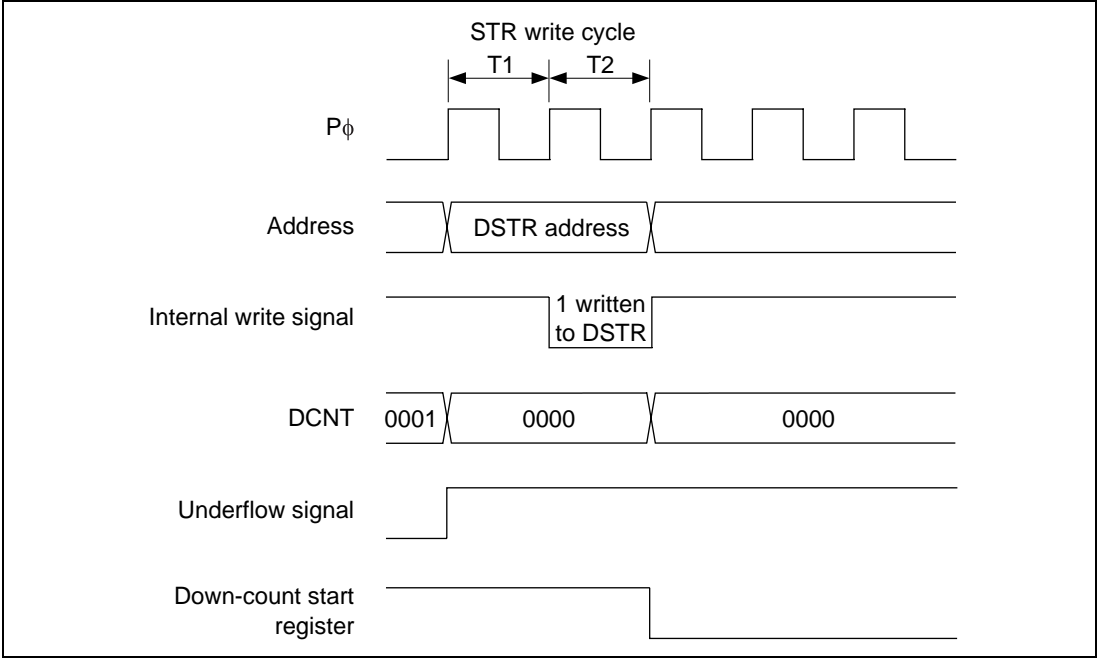 STR write cycle
T1 T2
Pϕ
Address
DSTR address
Internal write signal
1 written
to DSTR
DCNT
0001 0000 0000
Underflow signal
Down-count start
register